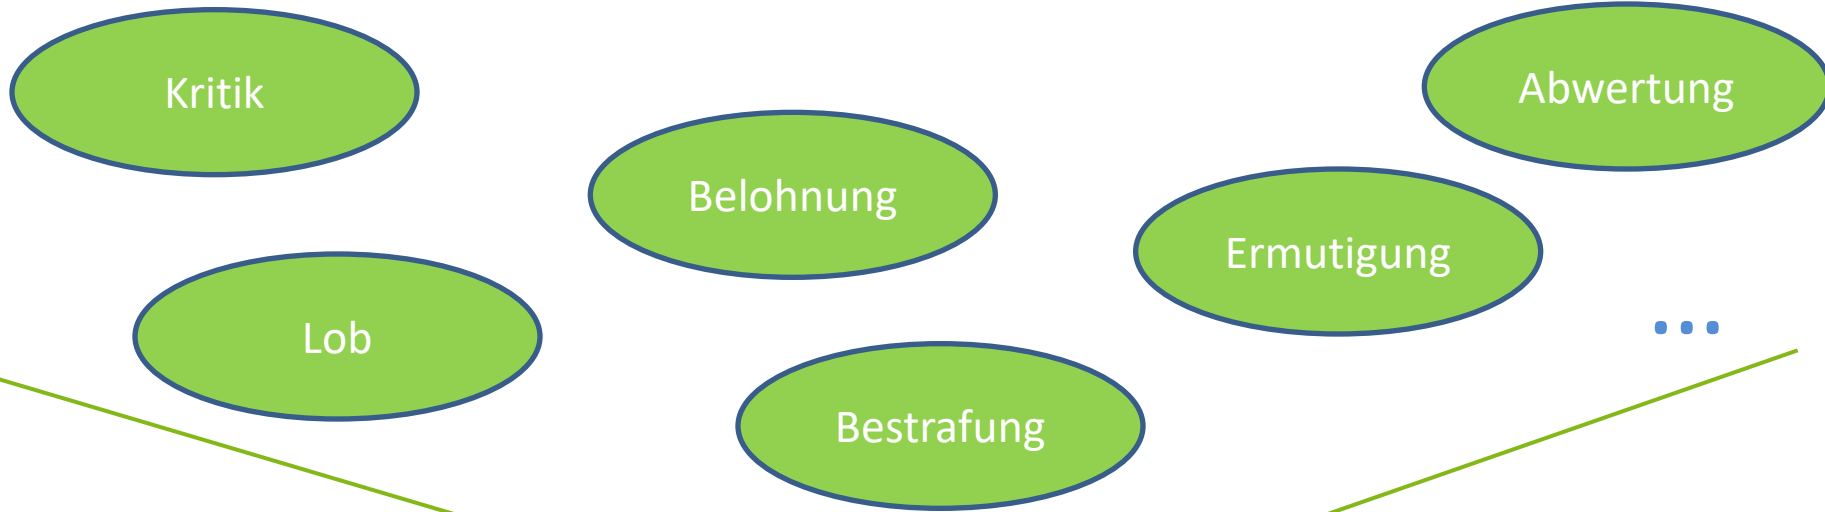 Kritik
Abwertung
Belohnung
Ermutigung
Lob
...
Bestrafung